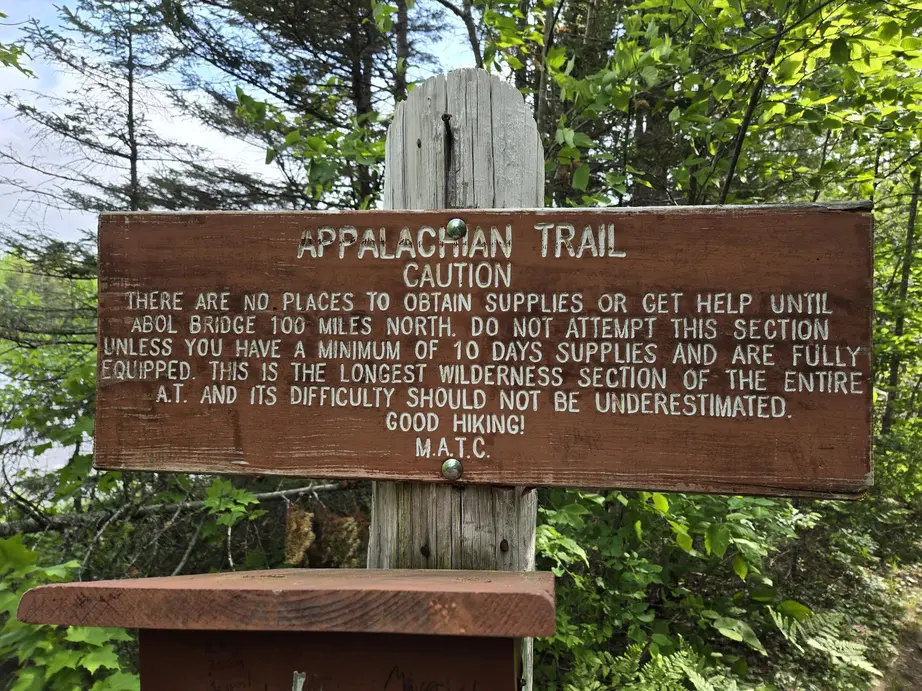 APPALACHIAN TRAIL
CAUTION
THERE ARE NO PLACES TO OBTAIN SUPPLIES OR GET HELP UNTIL
ABOL BRIDGE 100 MILES NORTH. DO NOT ATTEMPT THIS SECTION
UNLESS YOU HAVE A MINIMUM OF 10 DAYS SUPPLIES AND ARE FULLY
EQUIPPED. THIS IS THE LONGEST WILDERNESS SECTION OF THE ENTIRE
A.T. AND ITS DIFFICULTY SHOULD NOT BE UNDERESTIMATED.
GOOD HIKING!
M.A.T.C.